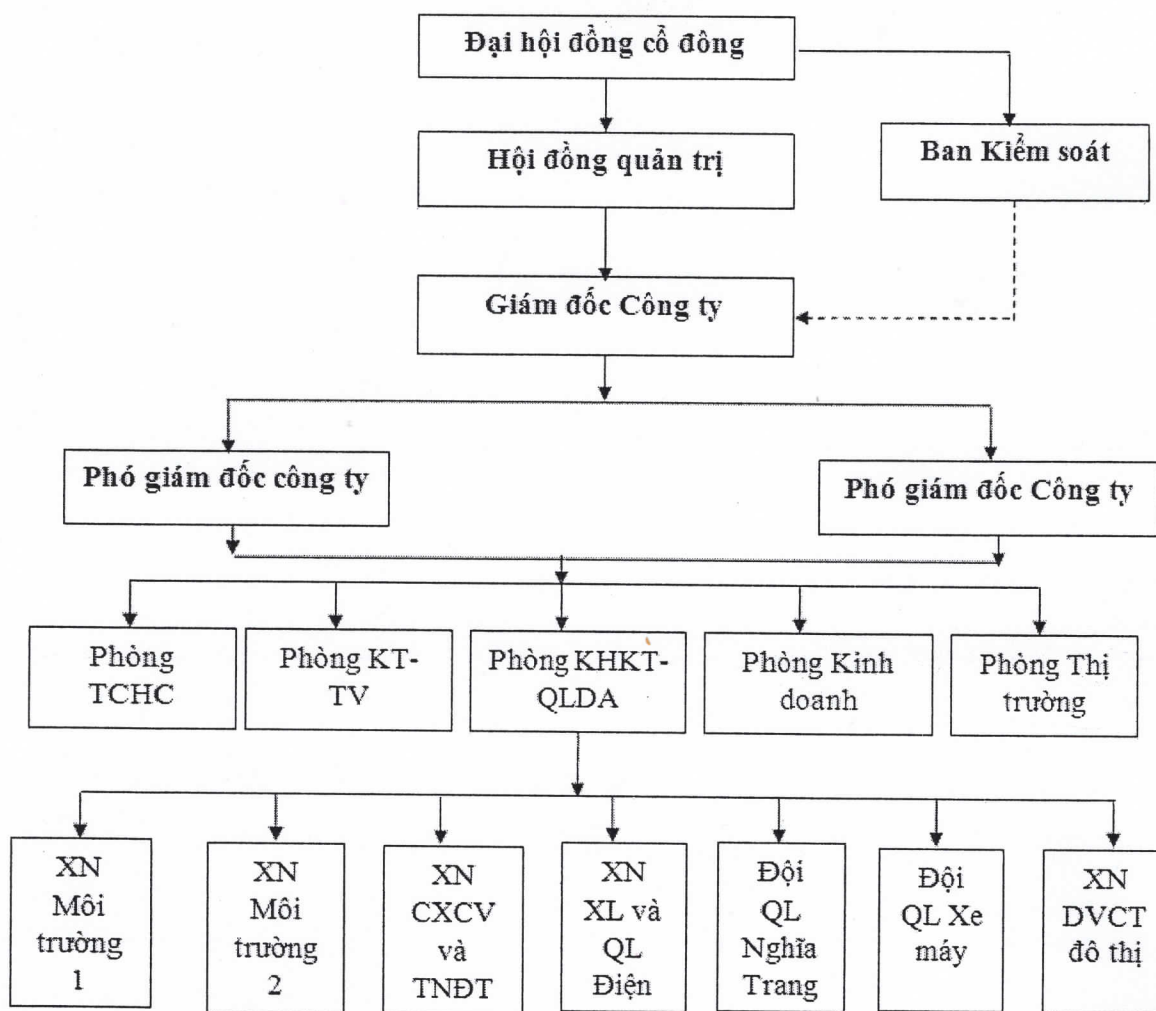 Đại hội đồng cổ đông
Hội đồng quản trị
Ban Kiểm soát
Giám đốc Công ty
Phó giám đốc công ty
Phó giám đốc Công ty
Phòng
TCHC
Phòng KT-
TV
Phòng KHKT-
QLDA
Phòng Kinh
doanh
Phòng Thị
trường
XN
Môi
trường
1
XN
Môi
trường
2
XN
CXCV
và
TNĐT
XN
XL và
QL
Điện
Đội
QL
Nghĩa
Trang
Đội
QL Xe
máy
XN
DVCT
đô thị